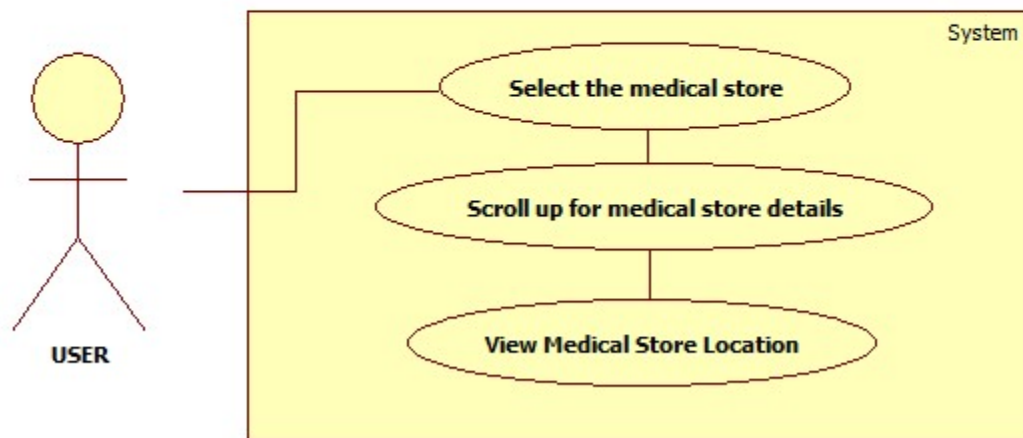 System
Select the medical store
Scroll up for medical store details
View Medical Store Location
USER